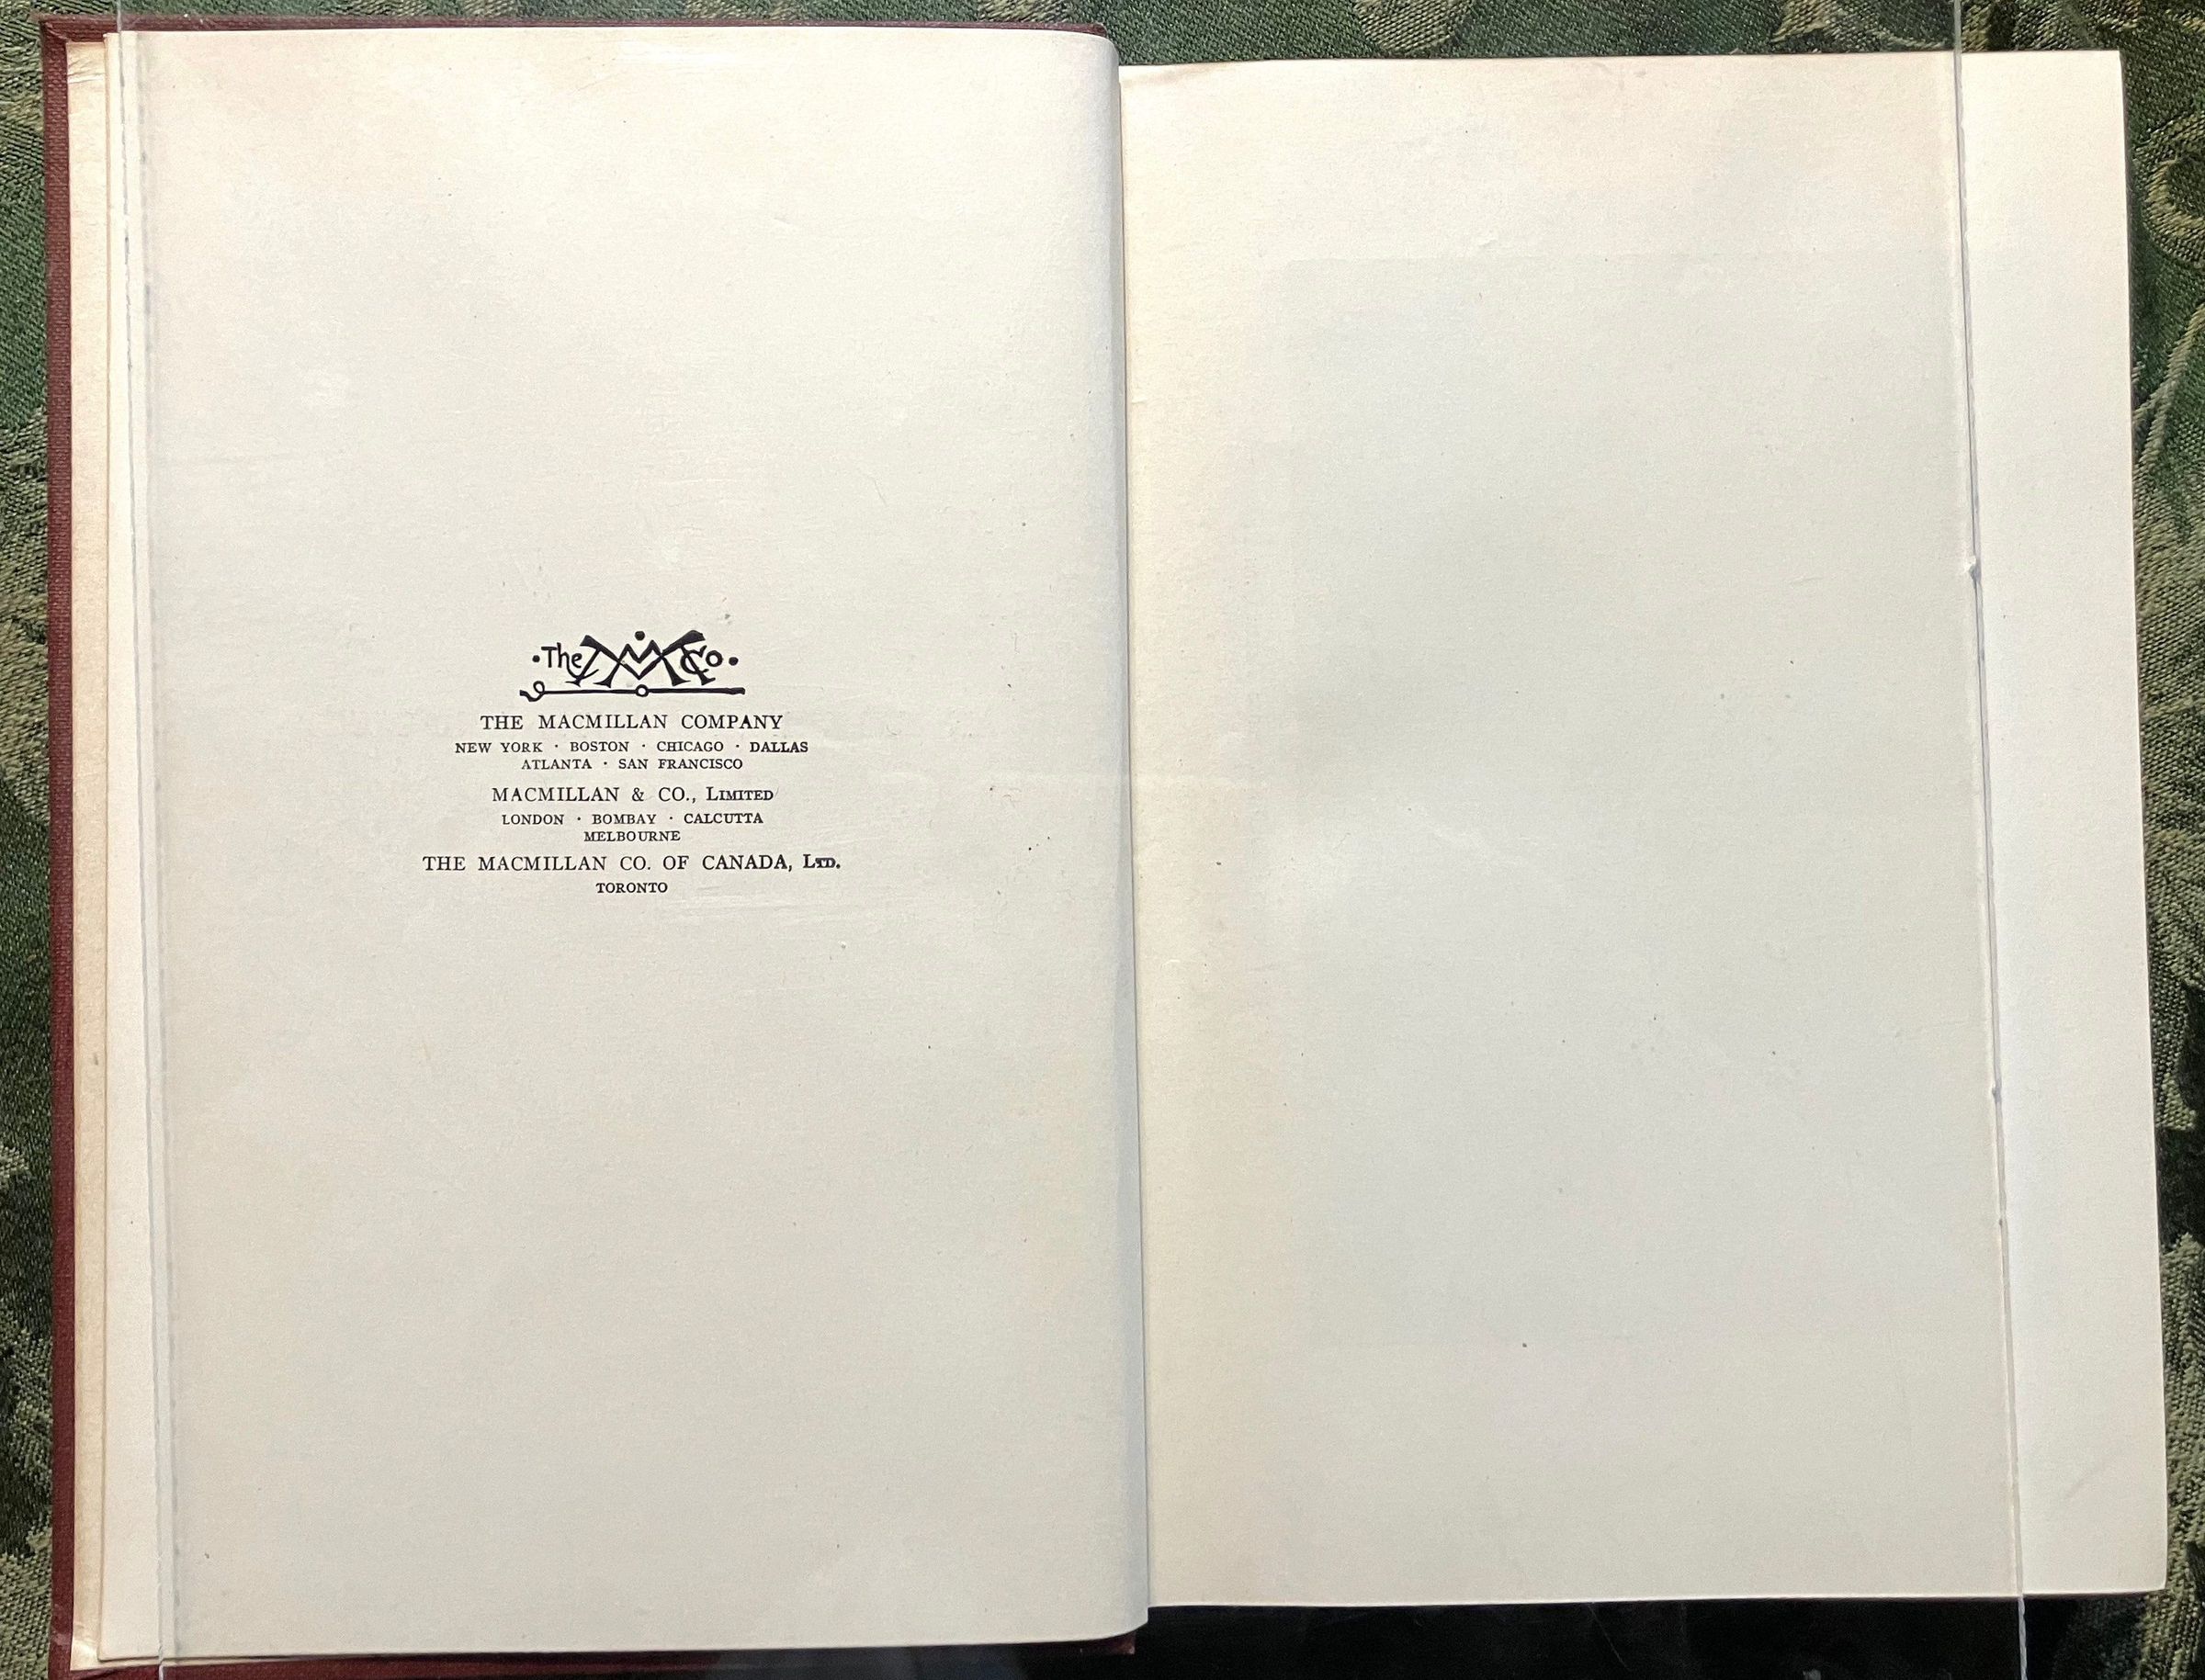 ·The M Co·
THE MACMILLAN COMPANY
NEW YORK · BOSTON · CHICAGO · DALLAS
ATLANTA · SAN FRANCISCO
MACMILLAN & CO., LIMITED
LONDON · BOMBAY · CALCUTTA
MELBOURNE
THE MACMILLAN CO. OF CANADA, LTD.
TORONTO